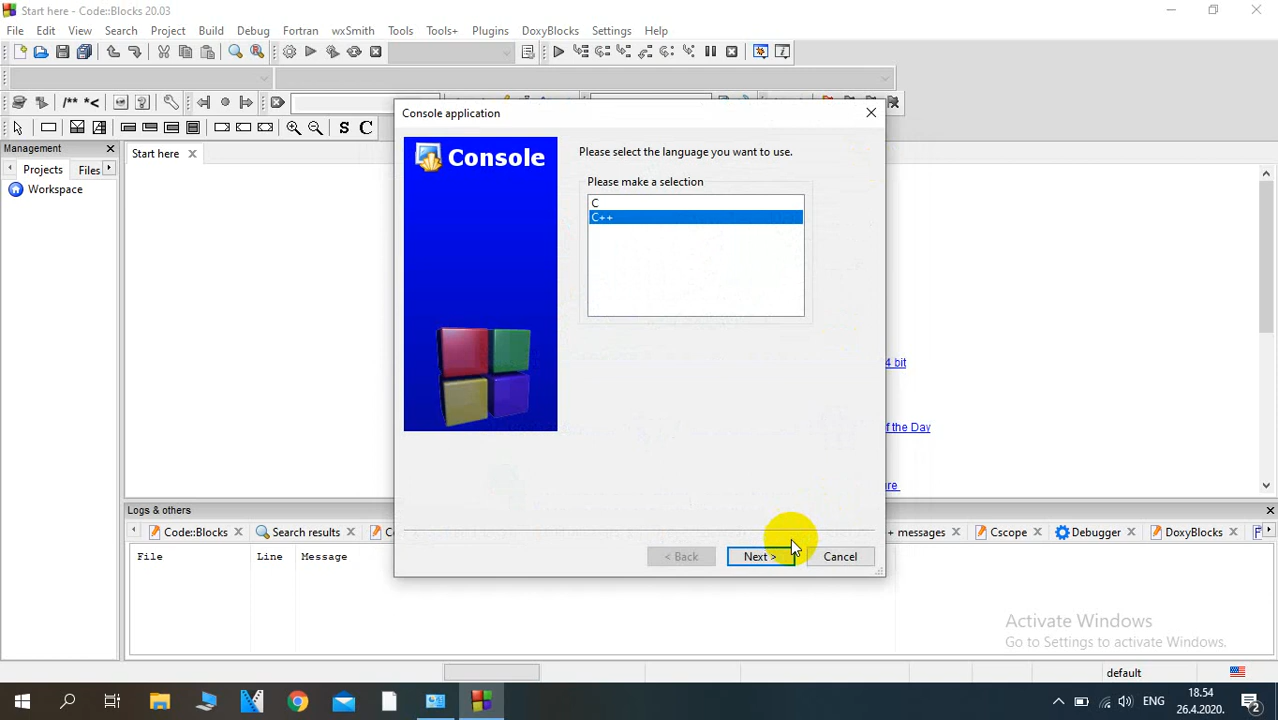 Start here - Code::Blocks 20.03
File Edit View Search Project Build Debug Fortran wxSmith Tools Tools+ Plugins DoxyBlocks Settings Help
/** *<
S C
Management
Projects Files
Workspace
Start here
Console application
Console
Please select the language you want to use.
Please make a selection
C
C++
4 bit
f the Day
ure
< Back Next > Cancel
Logs & others
Code::Blocks Search results + messages Cscope Debugger DoxyBlocks
File Line Message
Activate Windows
Go to Settings to activate Windows.
default
ENG
18.54
26.4.2020.
2